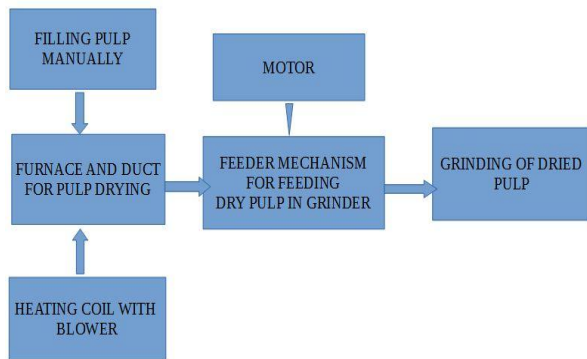 FILLING PULP
MANUALLY
MOTOR
FURNACE AND DUCT
FOR PULP DRYING
FEEDER MECHANISM
FOR FEEDING
DRY PULP IN GRINDER
GRINDING OF DRIED
PULP
HEATING COIL WITH
BLOWER